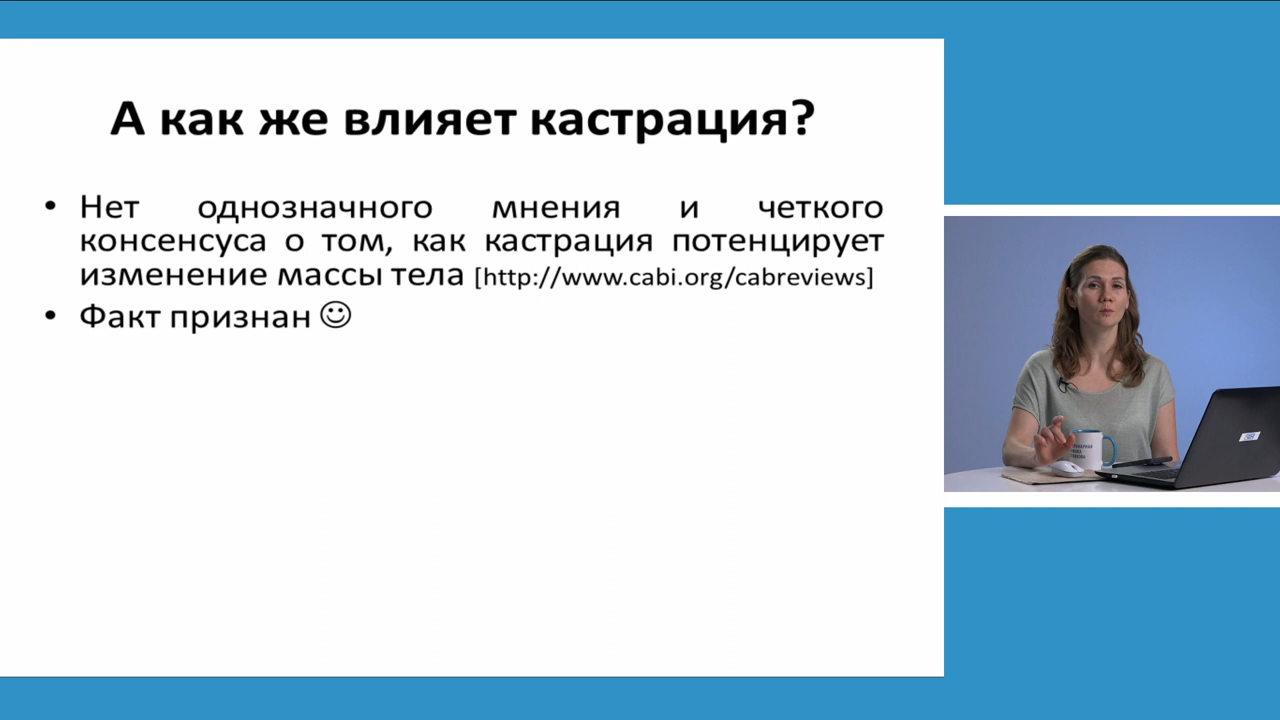 А как же влияет кастрация?
• Нет однозначного мнения и четкого
консенсуса о том, как кастрация потенцирует
изменение массы тела [http://www.cabi.org/cabreviews]
• Факт признан ☺